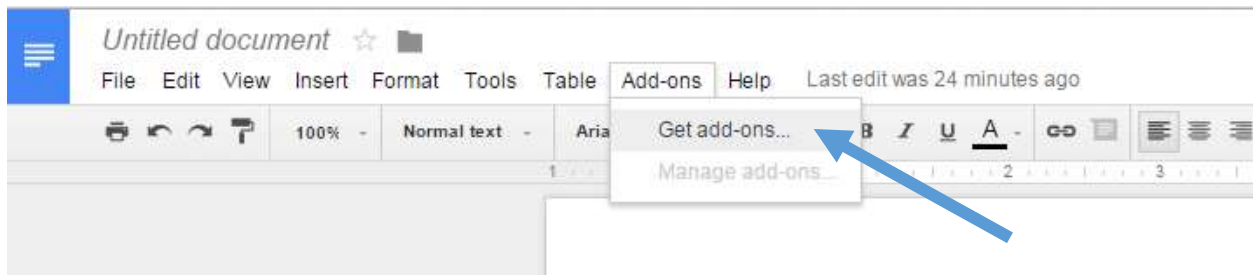 Untitled document
File Edit View Insert Format Tools Table Add-ons Help Last edit was 24 minutes ago
100% Normal text Aria Get add-ons... B I U A
1 Manage add-ons... 2 3